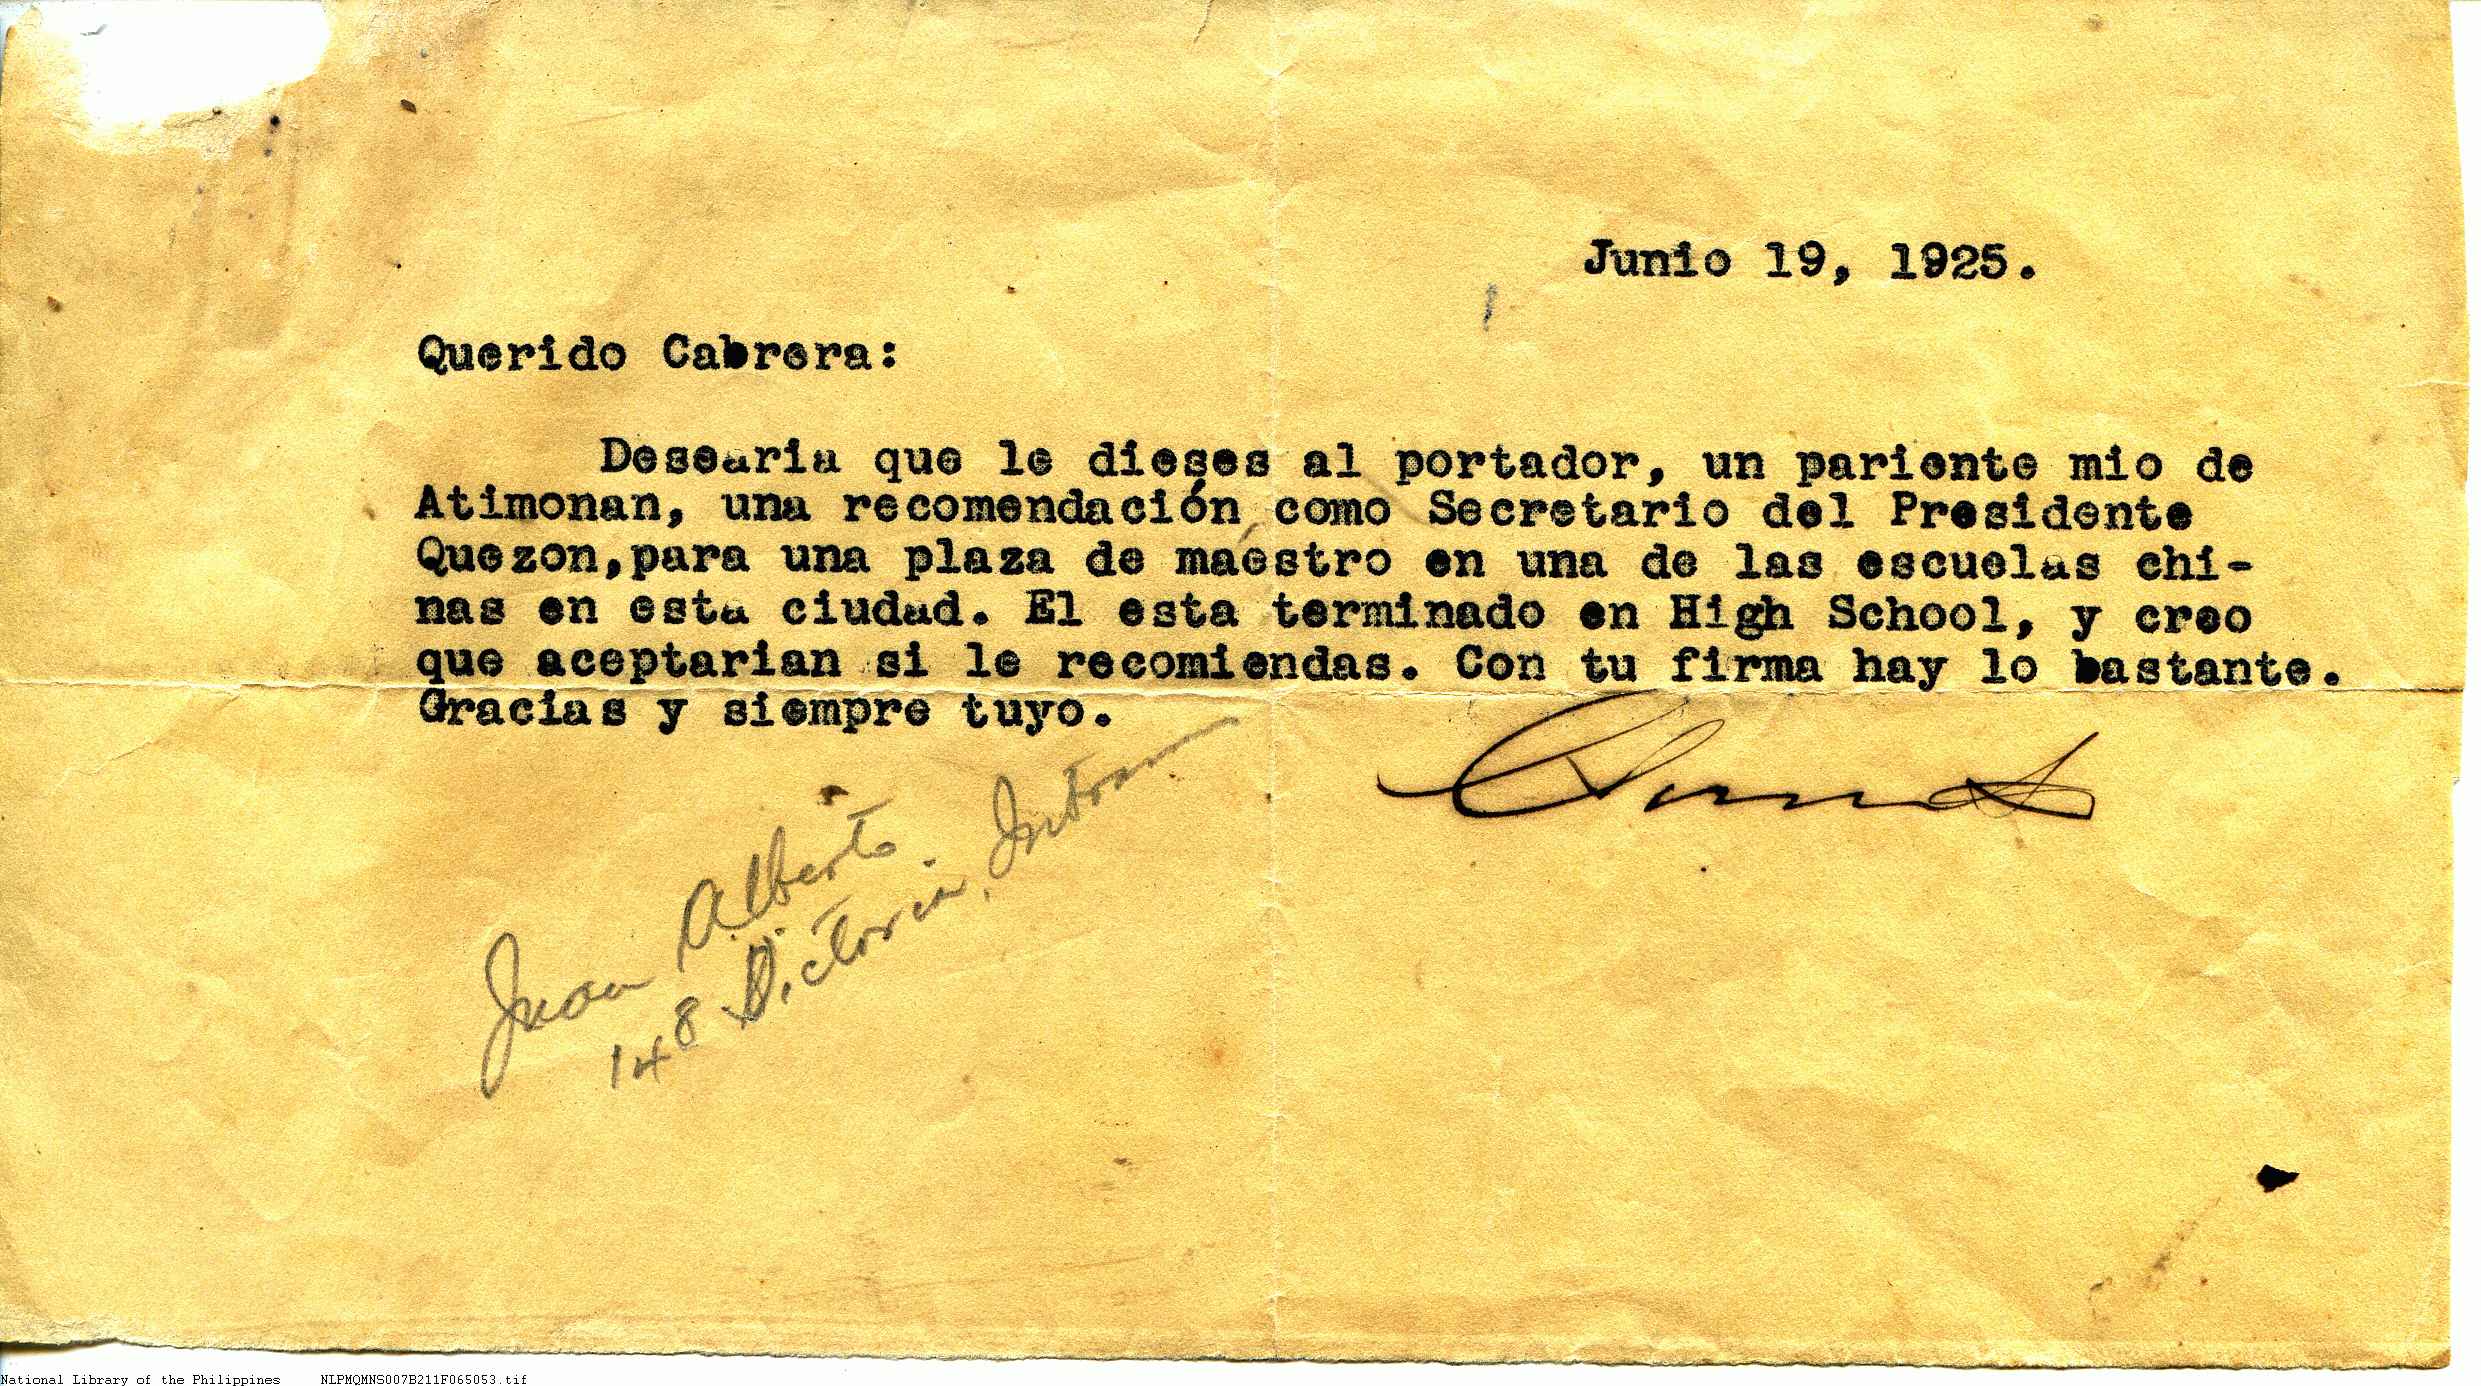 Junio 19, 1925.
Querido Cabrera:
Desearia que le dieses al portador, un pariente mio de
Atimonan, una recomendación como Secretario del Presidente
Quezon,para una plaza de maestro en una de las escuelas chi-
nas en esta ciudad. El esta terminado en High School, y creo
que aceptarian si le recomiendas. Con tu firma hay lo bastante.
Gracias y siempre tuyo.
Juan Alberto
148 Victoria, Intram
National Library of the Philippines NLPMQMNS007B211F065053.tif